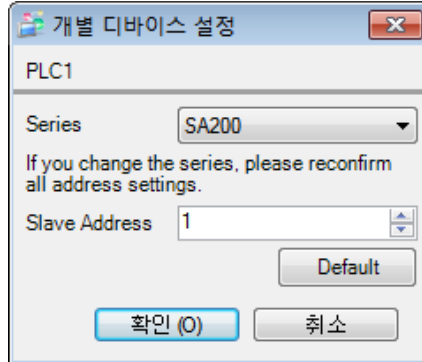 개별 디바이스 설정
PLC1
Series SA200
If you change the series, please reconfirm
all address settings.
Slave Address 1
Default
확인 (O) 취소